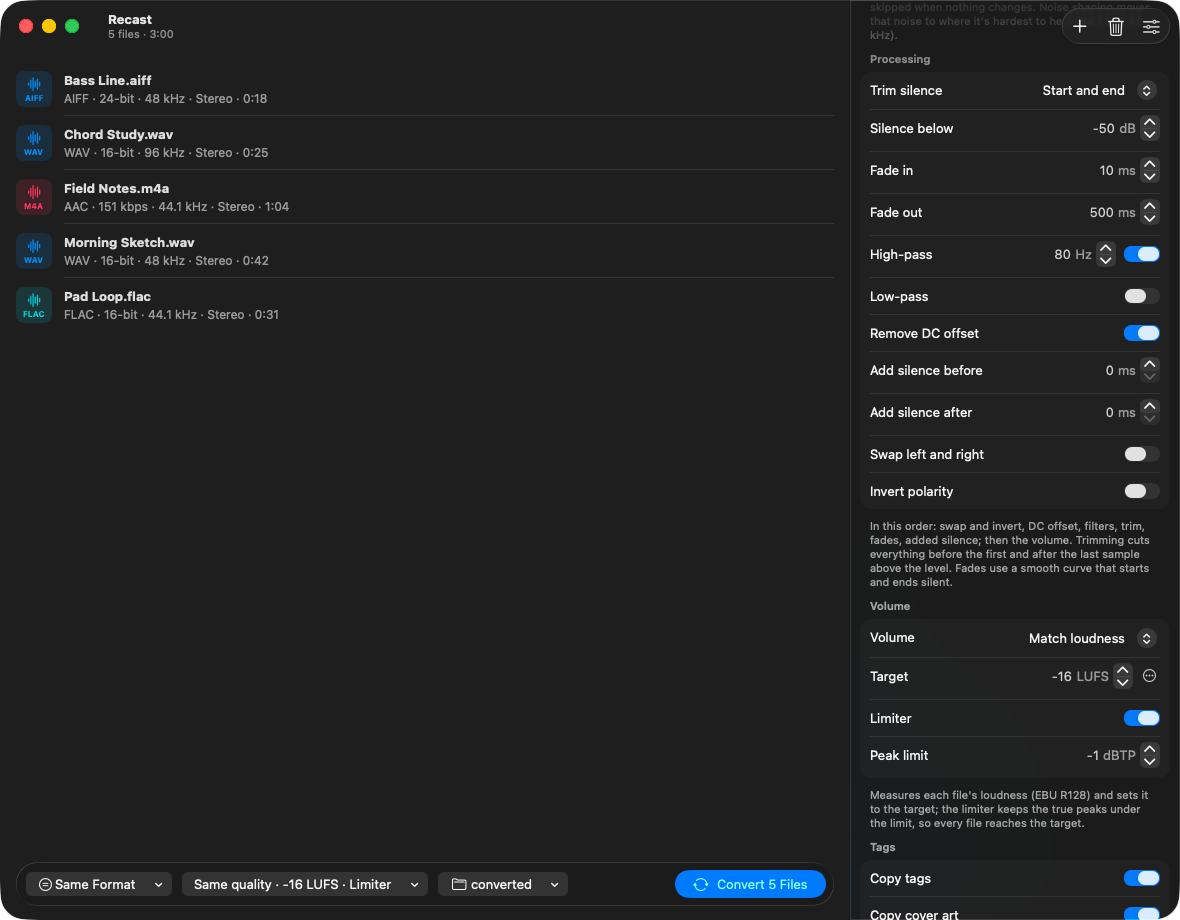 Recast
5 files · 3:00
AIFF
Bass Line.aiff
AIFF · 24-bit · 48 kHz · Stereo · 0:18
WAV
Chord Study.wav
WAV · 16-bit · 96 kHz · Stereo · 0:25
M4A
Field Notes.m4a
AAC · 151 kbps · 44.1 kHz · Stereo · 1:04
WAV
Morning Sketch.wav
WAV · 16-bit · 48 kHz · Stereo · 0:42
FLAC
Pad Loop.flac
FLAC · 16-bit · 44.1 kHz · Stereo · 0:31
Same Format
Same quality · -16 LUFS · Limiter
converted
Convert 5 Files
skipped when nothing changes. Noise shaping moves
that noise to where it's hardest to
kHz).
Processing
Trim silence Start and end
Silence below -50 dB
Fade in 10 ms
Fade out 500 ms
High-pass 80 Hz
Low-pass
Remove DC offset
Add silence before 0 ms
Add silence after 0 ms
Swap left and right
Invert polarity
In this order: swap and invert, DC offset, filters, trim,
fades, added silence; then the volume. Trimming cuts
everything before the first and after the last sample
above the level. Fades use a smooth curve that starts
and ends silent.
Volume
Volume Match loudness
Target -16 LUFS
Limiter
Peak limit -1 dBTP
Measures each file's loudness (EBU R128) and sets it
to the target; the limiter keeps the true peaks under
the limit, so every file reaches the target.
Tags
Copy tags
Copy cover art